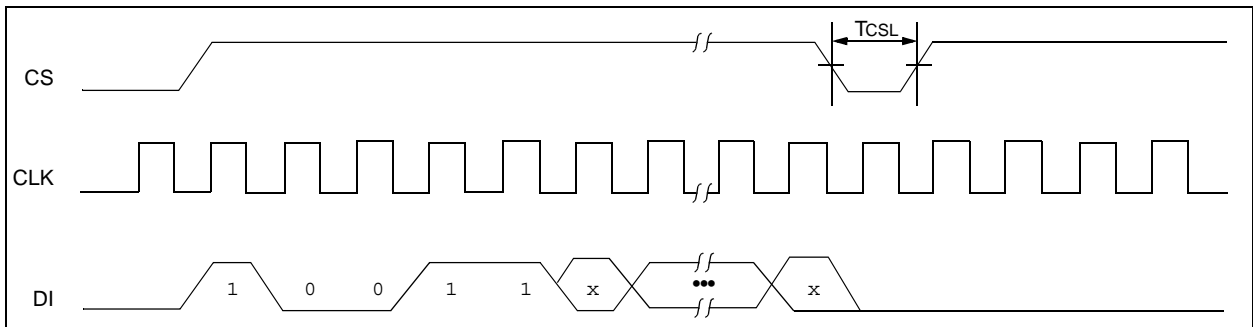 TCSL
CS
CLK
DI 1 0 0 1 1 x ••• x